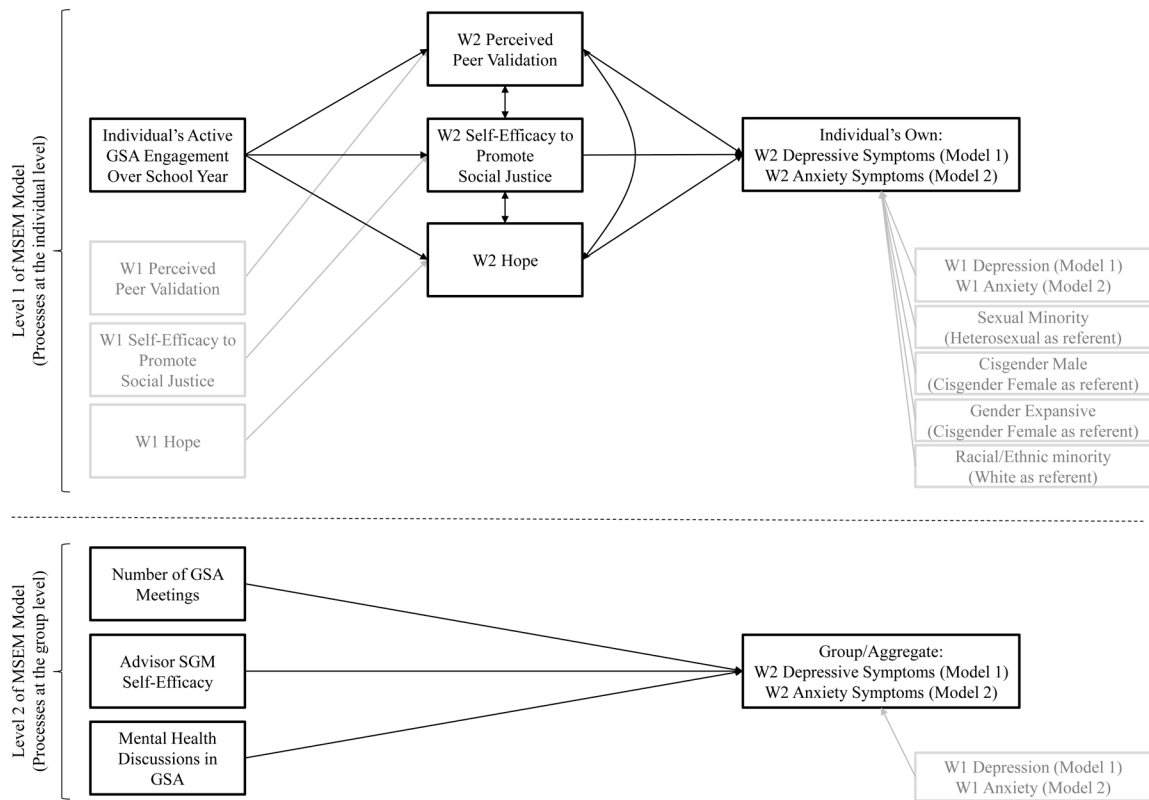 Level 1 of MSEM Model
(Processes at the individual level)
W2 Perceived
Peer Validation
Individual's Active
GSA Engagement
Over School Year
W2 Self-Efficacy to
Promote
Social Justice
Individual's Own:
W2 Depressive Symptoms (Model 1)
W2 Anxiety Symptoms (Model 2)
W2 Hope
W1 Perceived
Peer Validation
W1 Self-Efficacy to
Promote
Social Justice
W1 Hope
W1 Depression (Model 1)
W1 Anxiety (Model 2)
Sexual Minority
(Heterosexual as referent)
Cisgender Male
(Cisgender Female as referent)
Gender Expansive
(Cisgender Female as referent)
Racial/Ethnic minority
(White as referent)
Level 2 of MSEM Model
(Processes at the group level)
Number of GSA
Meetings
Advisor SGM
Self-Efficacy
Mental Health
Discussions in
GSA
Group/Aggregate:
W2 Depressive Symptoms (Model 1)
W2 Anxiety Symptoms (Model 2)
W1 Depression (Model 1)
W1 Anxiety (Model 2)